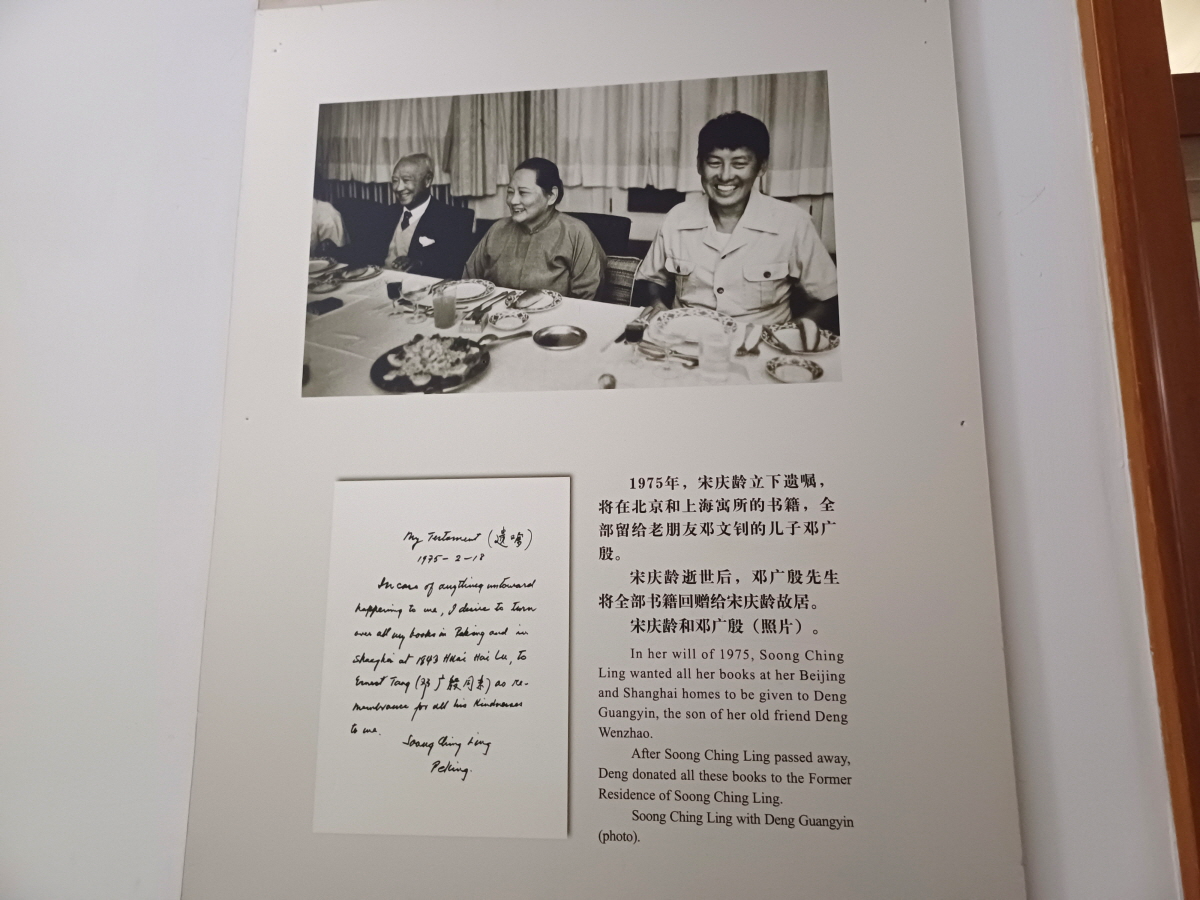 My Testament (遗嘱)
1975-2-18
In case of anything untoward
happening to me, I desire to turn
over all my books in Peking and in
Shanghai at 1843 Huai Hai Lu, to
Ernest Tang (邓广殷同志) as re-
membrance for all his kindnesses
to me.
Soong Ching Ling
Peking.
1975年，宋庆龄立下遗嘱，
将在北京和上海寓所的书籍，全
部留给老朋友邓文钊的儿子邓广
殷。
宋庆龄逝世后，邓广殷先生
将全部书籍回赠给宋庆龄故居。
宋庆龄和邓广殷（照片）。
In her will of 1975, Soong Ching
Ling wanted all her books at her Beijing
and Shanghai homes to be given to Deng
Guangyin, the son of her old friend Deng
Wenzhao.
After Soong Ching Ling passed away,
Deng donated all these books to the Former
Residence of Soong Ching Ling.
Soong Ching Ling with Deng Guangyin
(photo).